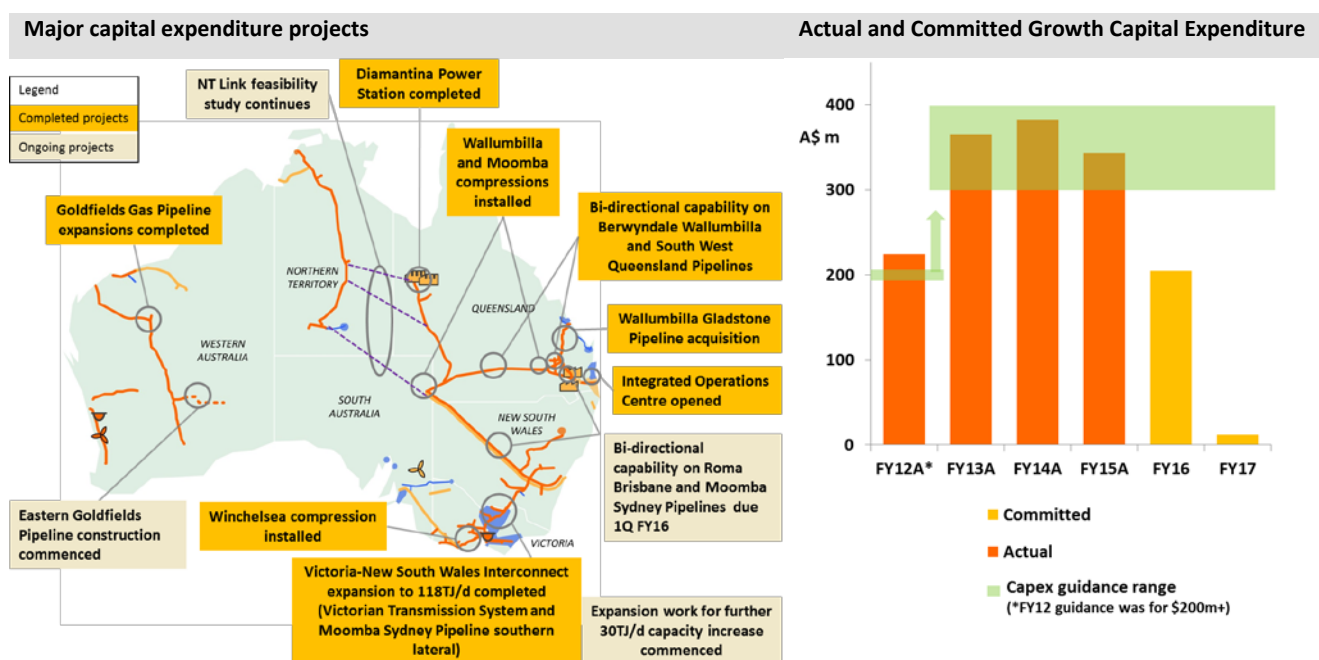 Major capital expenditure projects
Actual and Committed Growth Capital Expenditure
Legend
Completed projects
Ongoing projects
NT Link feasibility
study continues
Diamantina Power
Station completed
Wallumbilla
and Moomba
compressions
installed
Goldfields Gas Pipeline
expansions completed
Bi-directional capability on
Berwyndale Wallumbilla
and South West
Queensland Pipelines
NORTHERN
TERRITORY
QUEENSLAND
Wallumbilla Gladstone
Pipeline acquisition
WESTERN
AUSTRALIA
Integrated Operations
Centre opened
SOUTH
AUSTRALIA
NEW SOUTH
WALES
Bi-directional
capability on Roma
Brisbane and Moomba
Sydney Pipelines due
1Q FY16
Eastern Goldfields
Pipeline construction
commenced
Winchelsea compression
installed
VICTORIA
Victoria-New South Wales Interconnect
expansion to 118TJ/d completed
(Victorian Transmission System and
Moomba Sydney Pipeline southern
lateral)
Expansion work for further
30TJ/d capacity increase
commenced
400
A$ m
300
200
100
0
FY12A* FY13A FY14A FY15A FY16 FY17
Committed
Actual
Capex guidance range
(*FY12 guidance was for $200m+)